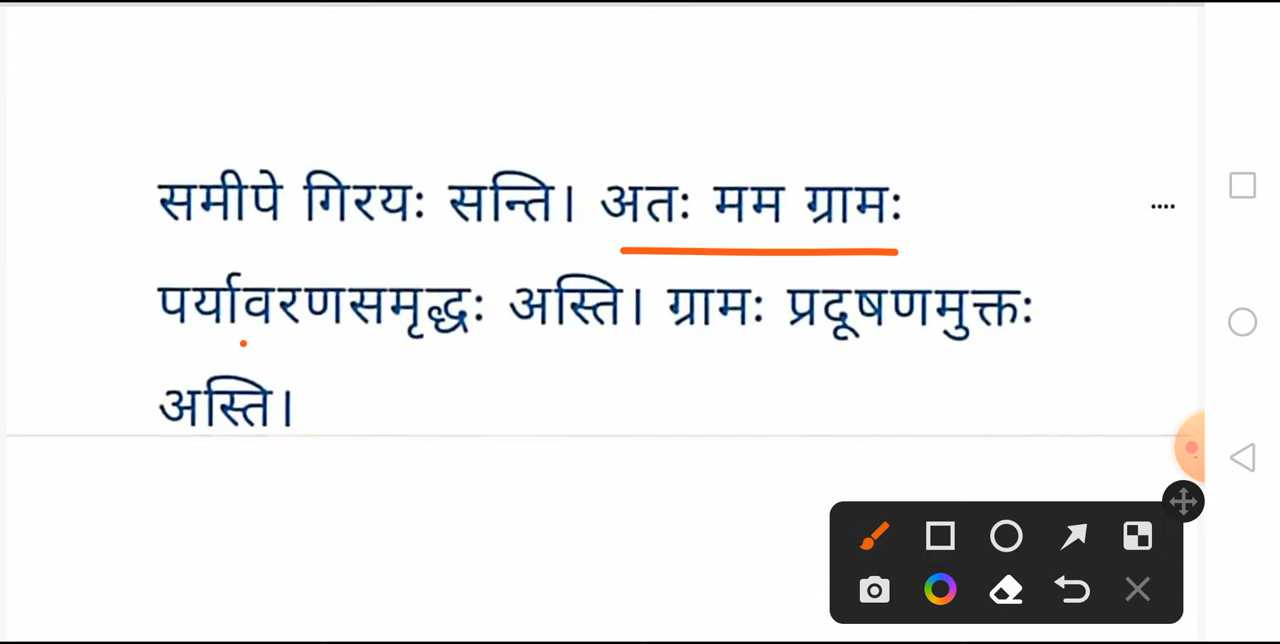 समीपे गिरयः सन्ति। अतः मम ग्रामः
पर्यावरणसमृद्धः अस्ति। ग्रामः प्रदूषणमुक्तः
अस्ति।